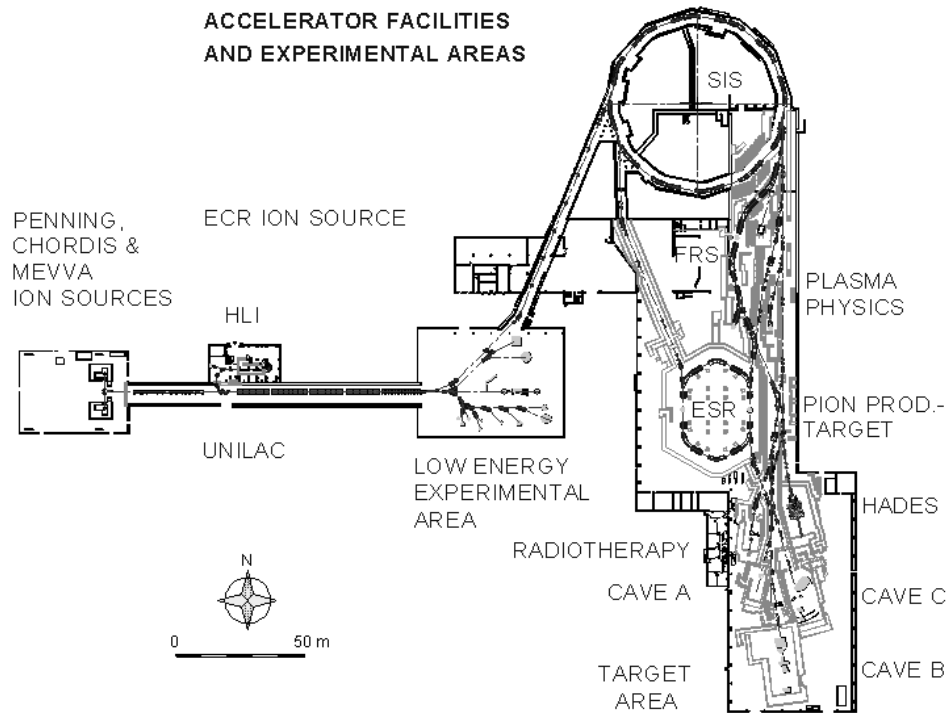 ACCELERATOR FACILITIES
AND EXPERIMENTAL AREAS
SIS
PENNING,
CHORDIS &
MEVVA
ION SOURCES
ECR ION SOURCE
FRS
PLASMA
PHYSICS
HLI
ESR
PION PROD.-
TARGET
UNILAC
LOW ENERGY
EXPERIMENTAL
AREA
HADES
RADIOTHERAPY
N
CAVE A
CAVE C
0 50 m
TARGET
AREA
CAVE B